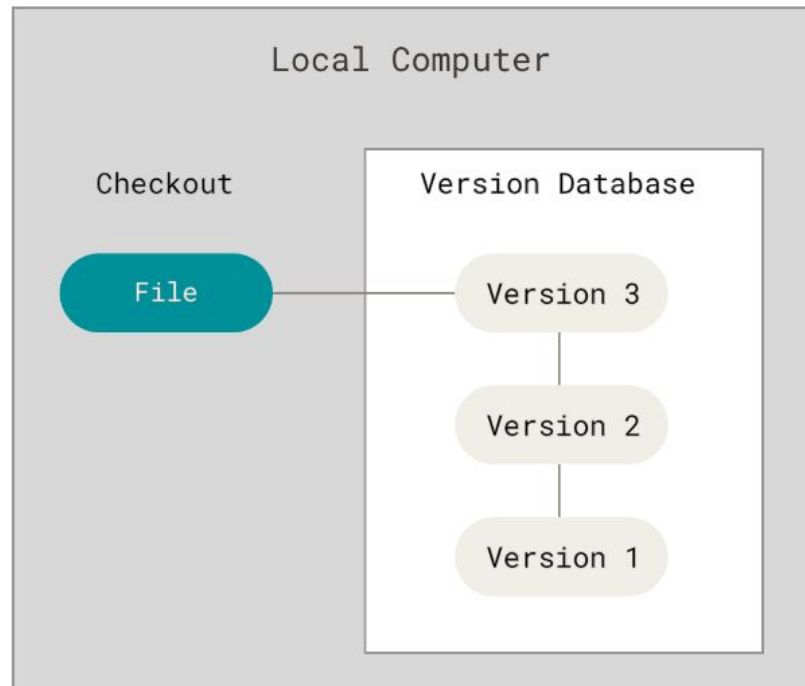 Local Computer
Checkout
Version Database
File
Version 3
Version 2
Version 1